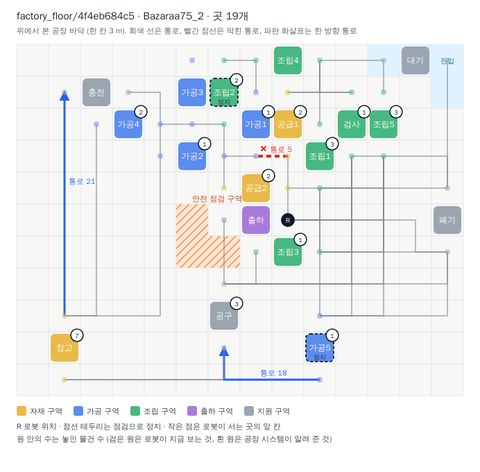 factory_floor/4f4eb684c5 · Bazaraa75_2 · 곳 19개
위에서 본 공장 바닥 (한 칸 3 m). 회색 선은 통로, 빨간 점선은 막힌 통로, 파란 화살표는 한 방향 통로
조립4
대기
충전
가공3
조립2
2
정지
가공4
2
가공1
1
공급1
2
검사
1
조립5
3
가공2
1
✖ 통로 5
조립1
3
통로 21
공급2
2
안전 점검 구역
출하
R
폐기
조립3
1
공구
3
창고
7
가공5
1
정지
통로 18
자재 구역
가공 구역
조립 구역
출하 구역
지원 구역
R 로봇 위치 · 점선 테두리는 점검으로 정지 · 작은 점은 로봇이 서는 곳의 앞 칸
원 안의 수는 놓인 물건 수 (검은 원은 로봇이 지금 보는 것, 흰 원은 공장 시스템이 알려 준 것)